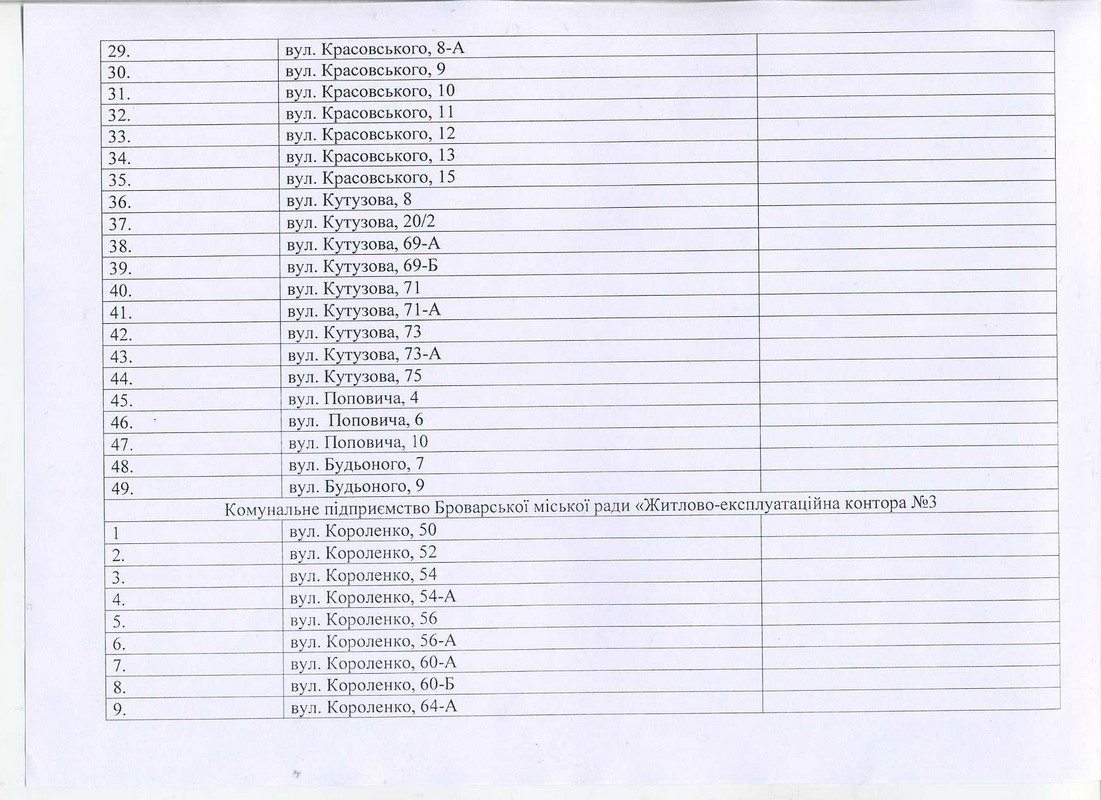 29. вул. Красовського, 8-А
30. вул. Красовського, 9
31. вул. Красовського, 10
32. вул. Красовського, 11
33. вул. Красовського, 12
34. вул. Красовського, 13
35. вул. Красовського, 15
36. вул. Кутузова, 8
37. вул. Кутузова, 20/2
38. вул. Кутузова, 69-А
39. вул. Кутузова, 69-Б
40. вул. Кутузова, 71
41. вул. Кутузова, 71-А
42. вул. Кутузова, 73
43. вул. Кутузова, 73-А
44. вул. Кутузова, 75
45. вул. Поповича, 4
46. вул. Поповича, 6
47. вул. Поповича, 10
48. вул. Будьоного, 7
49. вул. Будьоного, 9
Комунальне підприємство Броварської міської ради «Житлово-експлуатаційна контора №3
1 вул. Короленко, 50
2. вул. Короленко, 52
3. вул. Короленко, 54
4. вул. Короленко, 54-А
5. вул. Короленко, 56
6. вул. Короленко, 56-А
7. вул. Короленко, 60-А
8. вул. Короленко, 60-Б
9. вул. Короленко, 64-А